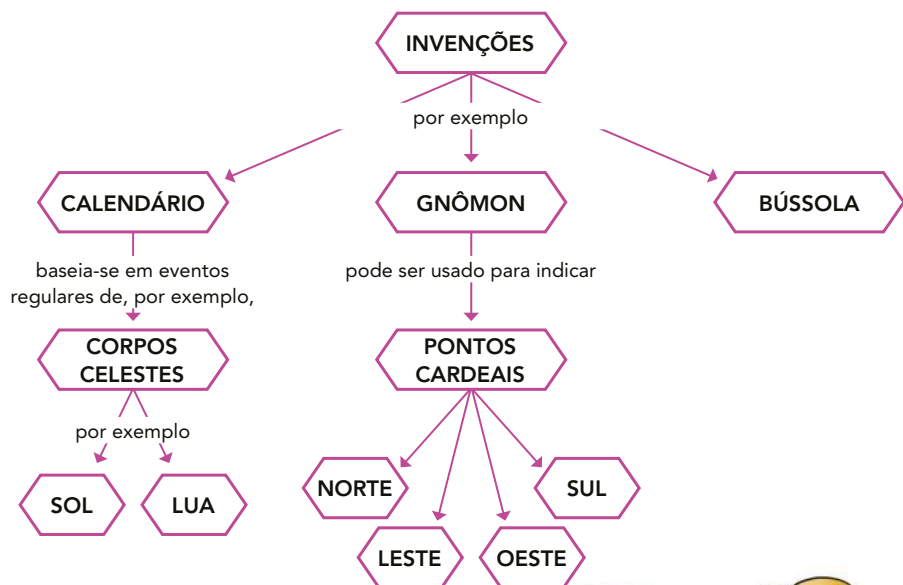 INVENÇÕES
por exemplo
CALENDÁRIO
GNÔMON
BÚSSOLA
baseia-se em eventos
regulares de, por exemplo,
pode ser usado para indicar
CORPOS
CELESTES
PONTOS
CARDEAIS
por exemplo
SOL
LUA
NORTE
SUL
LESTE
OESTE